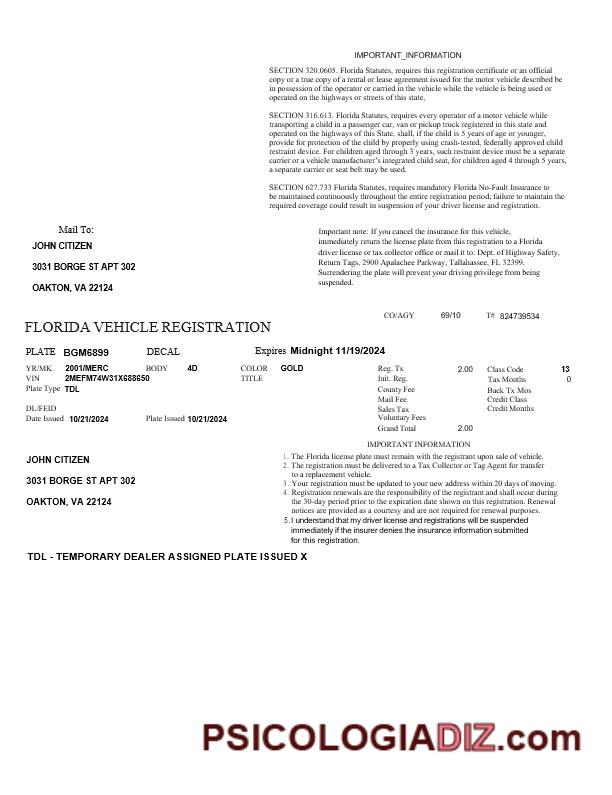 IMPORTANT_INFORMATION
SECTION 320.0605. Florida Statutes, requires this registration certificate or an official
copy or a true copy of a rental or lease agreement issued for the motor vehicle described be
in possession of the operator or carried in the vehicle while the vehicle is being used or
operated on the highways or streets of this state,
SECTION 316.613. Florida Statutes, requires every operator of a motor vehicle while
transporting a child in a passenger car, van or pickup truck registered in this state and
operated on the highways of this State, shall, if the child is 5 years of age or younger,
provide for protection of the child by properly using crash-tested, federally approved child
restraint device. For children aged through 3 years, such restraint device must be a separate
carrier or a vehicle manufacturer's integrated child seat, for children aged 4 through 5 years,
a separate carrier or seat belt may be used.
SECTION 627.733 Florida Statutes, requires mandatory Florida No-Fault Insurance to
be maintained continuously throughout the entire registration period; failure to maintain the
required coverage could result in suspension of your driver license and registration.
Mail To:
JOHN CITIZEN
3031 BORGE ST APT 302
OAKTON, VA 22124
Important note: If you cancel the insurance for this vehicle,
immediately return the license plate from this registration to a Florida
driver license or tax collector office or mail it to: Dept. of Highway Safety,
Return Tags, 2900 Apalachee Parkway, Tallahassee, FL 32399.
Surrendering the plate will prevent your driving privilege from being
suspended.
CO/AGY 69/10 T# 824739534
FLORIDA VEHICLE REGISTRATION
PLATE BGM6899 DECAL Expires Midnight 11/19/2024
YR/MK 2001/MERC BODY 4D COLOR GOLD Reg. Tx 2.00 Class Code 13
VIN 2MEFM74W31X688650 TITLE Init. Reg. Tax Months 0
Plate Type TDL County Fee Back Tx Mos
Mail Fee Credit Class
DL/FEID Sales Tax Credit Months
Date Issued 10/21/2024 Plate Issued 10/21/2024 Voluntary Fees
Grand Total 2.00
IMPORTANT INFORMATION
1. The Florida license plate must remain with the registrant upon sale of vehicle.
2. The registration must be delivered to a Tax Collector or Tag Agent for transfer
to a replacement vehicle.
3. Your registration must be updated to your new address within 20 days of moving.
4. Registration renewals are the responsibility of the registrant and shall occur during
the 30-day period prior to the expiration date shown on this registration. Renewal
notices are provided as a courtesy and are not required for renewal purposes.
5. I understand that my driver license and registrations will be suspended
immediately if the insurer denies the insurance information submitted
for this registration.
JOHN CITIZEN
3031 BORGE ST APT 302
OAKTON, VA 22124
TDL - TEMPORARY DEALER ASSIGNED PLATE ISSUED X
PSICOLOGIADIZ.com